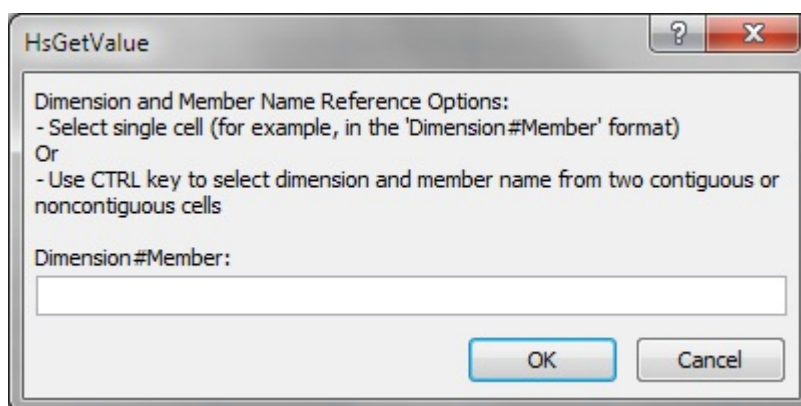 HsGetValue
Dimension and Member Name Reference Options:
- Select single cell (for example, in the 'Dimension#Member' format)
Or
- Use CTRL key to select dimension and member name from two contiguous or
noncontiguous cells
Dimension#Member:
OK Cancel